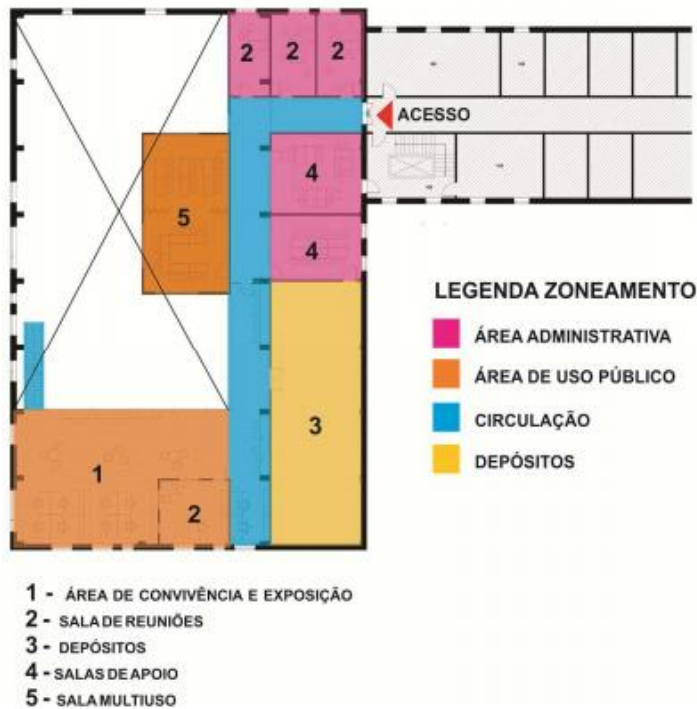 2 2 2
ACESSO
4
5
4
LEGENDA ZONEAMENTO
ÁREA ADMINISTRATIVA
ÁREA DE USO PÚBLICO
CIRCULAÇÃO
DEPÓSITOS
3
1
2
1 - ÁREA DE CONVIVÊNCIA E EXPOSIÇÃO
2 - SALA DE REUNIÕES
3 - DEPÓSITOS
4 - SALAS DE APOIO
5 - SALA MULTIUSO